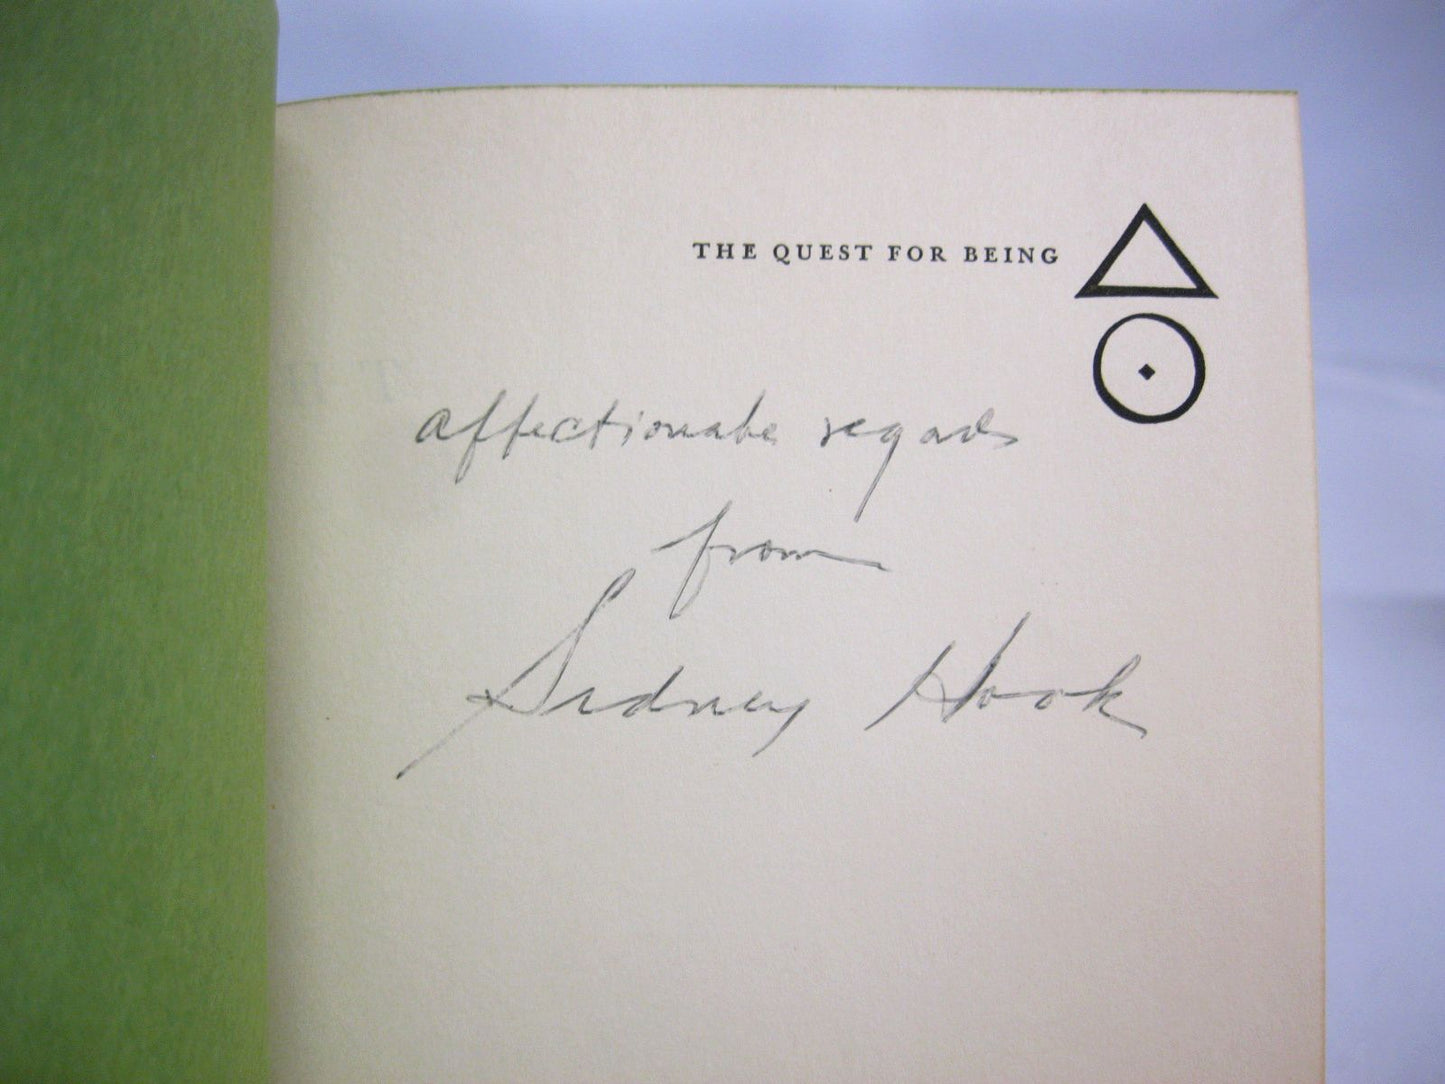 THE QUEST FOR BEING
affectionate regards
from
Sidney Hook